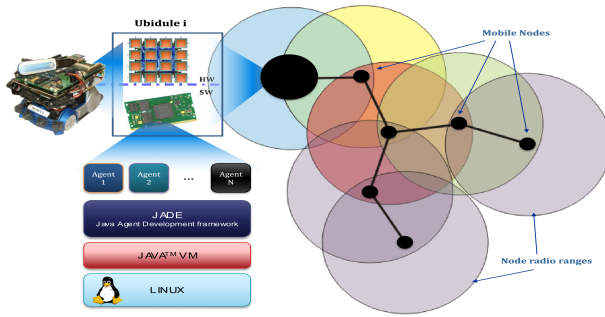 Ubidule i
HW
SW
Mobile Nodes
Agent
1
Agent
2
...
Agent
N
JADE
Java Agent Development framework
JAVA™ VM
LINUX
Node radio ranges